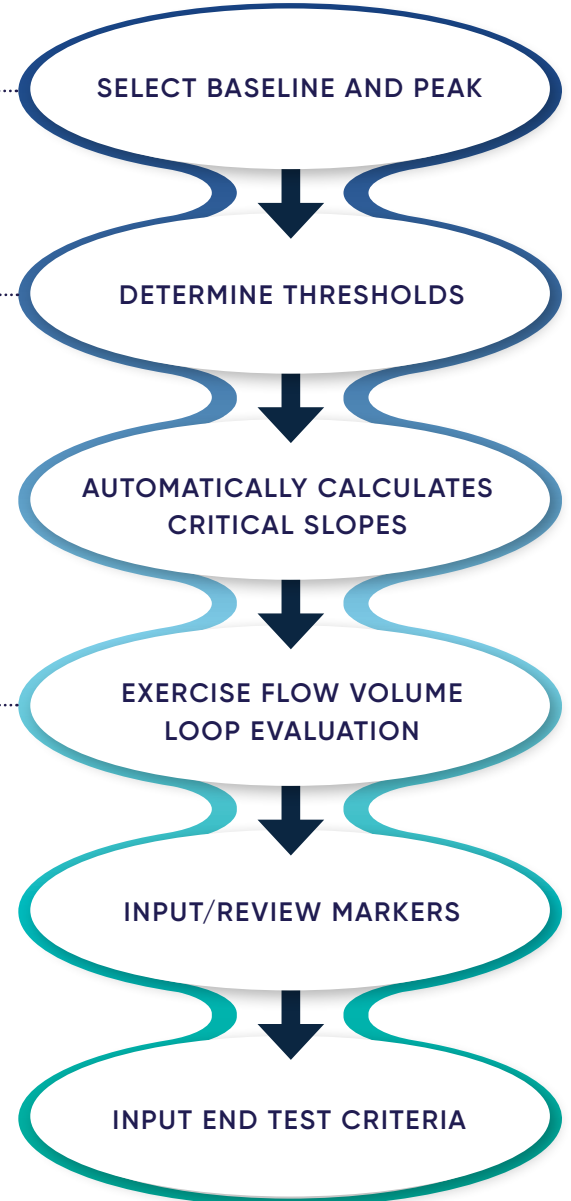 SELECT BASELINE AND PEAK
DETERMINE THRESHOLDS
AUTOMATICALLY CALCULATES
CRITICAL SLOPES
EXERCISE FLOW VOLUME
LOOP EVALUATION
INPUT/REVIEW MARKERS
INPUT END TEST CRITERIA